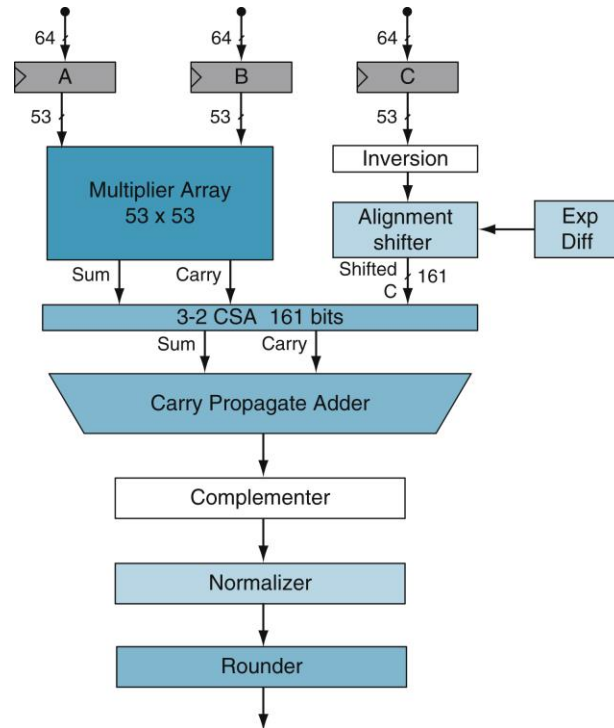 64 64 64
A B C
53 53 53
Inversion
Multiplier Array
53 x 53
Alignment
shifter
Exp
Diff
Sum Carry Shifted
C 161
3-2 CSA 161 bits
Sum Carry
Carry Propagate Adder
Complementer
Normalizer
Rounder